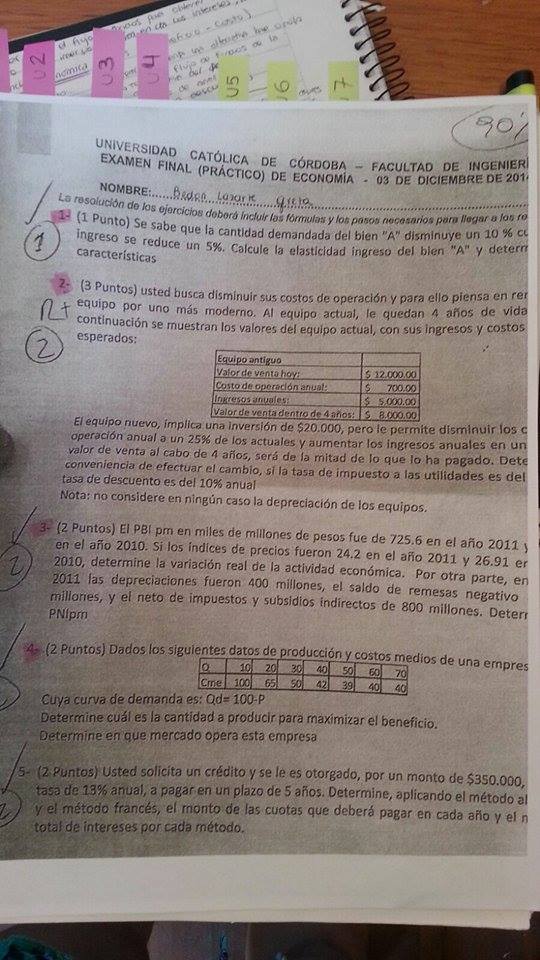 U2
U3
U4
U5
U6
7
90%
UNIVERSIDAD CATÓLICA DE CÓRDOBA – FACULTAD DE INGENIERÍ
EXAMEN FINAL (PRÁCTICO) DE ECONOMÍA - 03 DE DICIEMBRE DE 201
NOMBRE:
La resolución de los ejercicios deberá incluir las fórmulas y los pasos necesarios para llegar a los re
1- (1 Punto) Se sabe que la cantidad demandada del bien "A" disminuye un 10 % cu
ingreso se reduce un 5%. Calcule la elasticidad ingreso del bien "A" y determ
características
1
2- (3 Puntos) usted busca disminuir sus costos de operación y para ello piensa en ren
equipo por uno más moderno. Al equipo actual, le quedan 4 años de vida
continuación se muestran los valores del equipo actual, con sus ingresos y costos
esperados:
R+
2
Equipo antiguo
Valor de venta hoy: $ 12.000.00
Costo de operación anual: $ 700.00
Ingresos anuales: $ 5.000.00
Valor de venta dentro de 4 años: $ 8.000.00
El equipo nuevo, implica una inversión de $20.000, pero le permite disminuir los c
operación anual a un 25% de los actuales y aumentar los ingresos anuales en un
valor de venta al cabo de 4 años, será de la mitad de lo que lo ha pagado. Dete
conveniencia de efectuar el cambio, si la tasa de impuesto a las utilidades es del
tasa de descuento es del 10% anual
Nota: no considere en ningún caso la depreciación de los equipos.
3- (2 Puntos) El PBI pm en miles de millones de pesos fue de 725.6 en el año 2011 y
en el año 2010. Si los índices de precios fueron 24.2 en el año 2011 y 26.91 en
2010, determine la variación real de la actividad económica. Por otra parte, en
2011 las depreciaciones fueron 400 millones, el saldo de remesas negativo
millones, y el neto de impuestos y subsidios indirectos de 800 millones. Determ
PNIpm
2
4- (2 Puntos) Dados los siguientes datos de producción y costos medios de una empres
Q 10 20 30 40 50 60 70
Cme 100 65 50 42 39 40 40
Cuya curva de demanda es: Qd= 100-P
Determine cuál es la cantidad a producir para maximizar el beneficio.
Determine en que mercado opera esta empresa
5- (2 Puntos) Usted solicita un crédito y se le es otorgado, por un monto de $350.000,
tasa de 13% anual, a pagar en un plazo de 5 años. Determine, aplicando el método al
y el método francés, el monto de las cuotas que deberá pagar en cada año y el m
total de intereses por cada método.